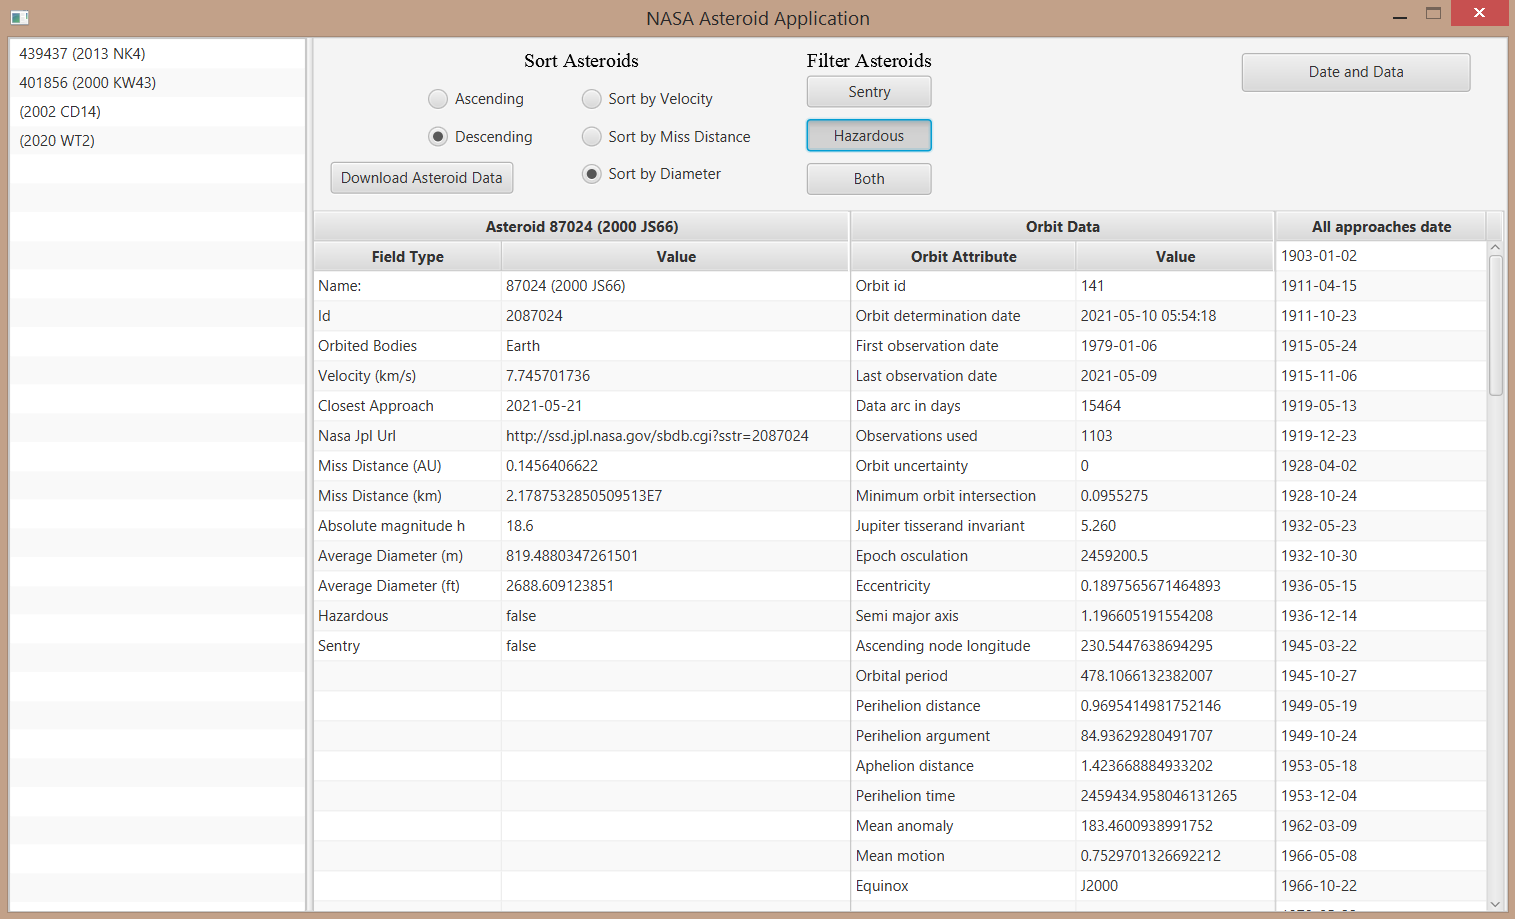 NASA Asteroid Application
439437 (2013 NK4)
401856 (2000 KW43)
(2002 CD14)
(2020 WT2)
Sort Asteroids
Ascending
Descending
Sort by Velocity
Sort by Miss Distance
Sort by Diameter
Download Asteroid Data
Filter Asteroids
Sentry
Hazardous
Both
Date and Data
Asteroid 87024 (2000 JS66)
Field Type Value
Name: 87024 (2000 JS66)
Id 2087024
Orbited Bodies Earth
Velocity (km/s) 7.745701736
Closest Approach 2021-05-21
Nasa Jpl Url http://ssd.jpl.nasa.gov/sbdb.cgi?sstr=2087024
Miss Distance (AU) 0.1456406622
Miss Distance (km) 2.1787532850509513E7
Absolute magnitude h 18.6
Average Diameter (m) 819.4880347261501
Average Diameter (ft) 2688.609123851
Hazardous false
Sentry false
Orbit Data
Orbit Attribute Value
Orbit id 141
Orbit determination date 2021-05-10 05:54:18
First observation date 1979-01-06
Last observation date 2021-05-09
Data arc in days 15464
Observations used 1103
Orbit uncertainty 0
Minimum orbit intersection 0.0955275
Jupiter tisserand invariant 5.260
Epoch osculation 2459200.5
Eccentricity 0.1897565671464893
Semi major axis 1.196605191554208
Ascending node longitude 230.5447638694295
Orbital period 478.1066132382007
Perihelion distance 0.9695414981752146
Perihelion argument 84.93629280491707
Aphelion distance 1.423668884933202
Perihelion time 2459434.958046131265
Mean anomaly 183.4600938991752
Mean motion 0.7529701326692212
Equinox J2000
All approaches date
1903-01-02
1911-04-15
1911-10-23
1915-05-24
1915-11-06
1919-05-13
1919-12-23
1928-04-02
1928-10-24
1932-05-23
1932-10-30
1936-05-15
1936-12-14
1945-03-22
1945-10-27
1949-05-19
1949-10-24
1953-05-18
1953-12-04
1962-03-09
1966-05-08
1966-10-22